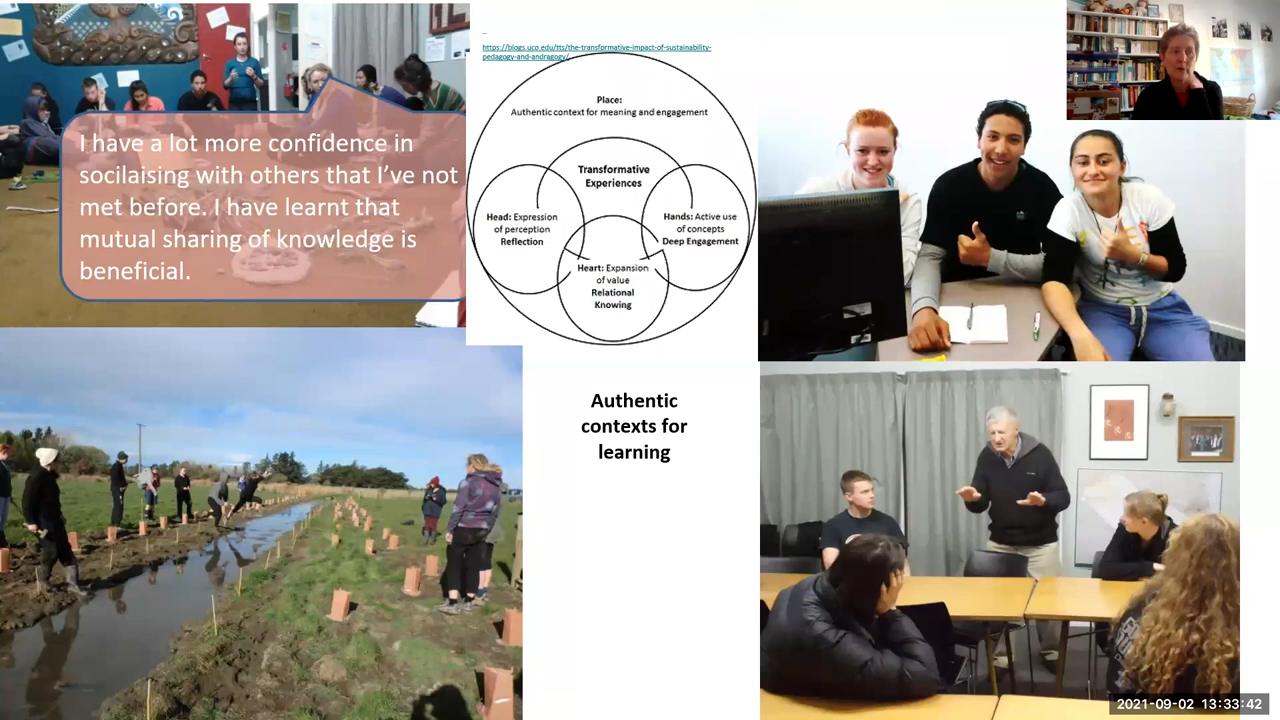 I have a lot more confidence in
socilaising with others that I've not
met before. I have learnt that
mutual sharing of knowledge is
beneficial.
https://blogs.uco.edu/tts/the-transformative-impact-of-sustainability-
pedagogy-and-andragogy/
Place:
Authentic context for meaning and engagement
Transformative
Experiences
Head: Expression
of perception
Reflection
Hands: Active use
of concepts
Deep Engagement
Heart: Expansion
of value
Relational
Knowing
Authentic
contexts for
learning
2021-09-02 13:33:42